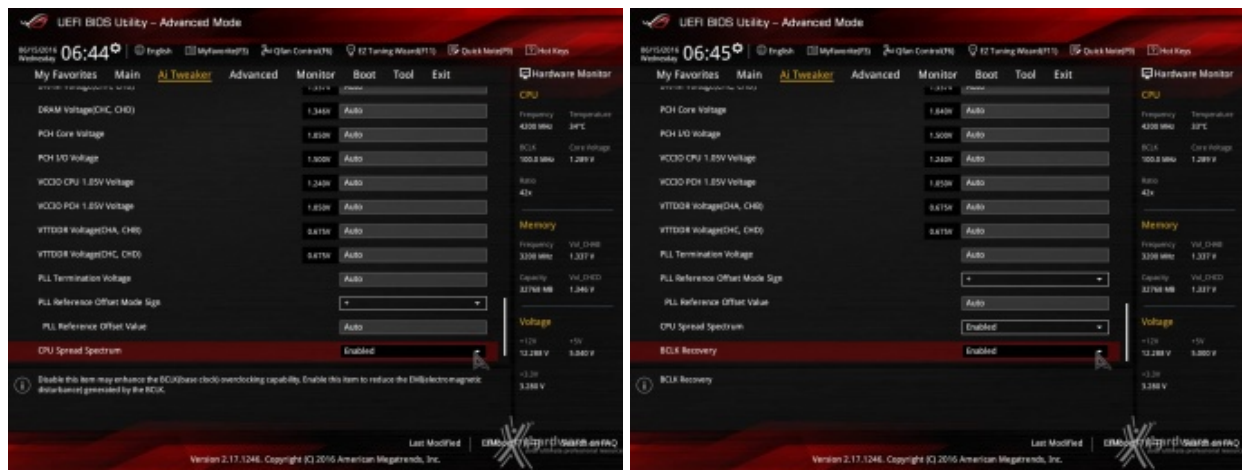 UEFI BIOS Utility – Advanced Mode
06/15/2016
Wednesday
06:44
English
MyFavorite(F3)
Qfan Control(F6)
EZ Tuning Wizard(F11)
Quick Note(F9)
Hot Keys
My Favorites Main Ai Tweaker Advanced Monitor Boot Tool Exit
Hardware Monitor
DRAM Voltage(CHC, CHD) 1.346V Auto
PCH Core Voltage 1.050V Auto
PCH I/O Voltage 1.500V Auto
VCCIO CPU 1.05V Voltage 1.240V Auto
VCCIO PCH 1.05V Voltage 1.050V Auto
VTTDDR Voltage(CHA, CHB) 0.675V Auto
VTTDDR Voltage(CHC, CHD) 0.675V Auto
PLL Termination Voltage Auto
PLL Reference Offset Mode Sign +
PLL Reference Offset Value Auto
CPU Spread Spectrum Enabled
Disable this item may enhance the BCLK(base clock) overclocking capability. Enable this item to reduce the EMI(electromagnetic
disturbance) generated by the BCLK.
CPU
Frequency Temperature
4200 MHz 34°C
BCLK Core Voltage
100.0 MHz 1.289 V
Ratio
42x
Memory
Frequency Vol_CHAB
3200 MHz 1.337 V
Capacity Vol_CHCD
32768 MB 1.346 V
Voltage
+12V +5V
12.288 V 5.040 V
+3.3V
3.280 V
Last Modified
Version 2.17.1246. Copyright (C) 2016 American Megatrends, Inc.
UEFI BIOS Utility – Advanced Mode
06/15/2016
Wednesday
06:45
English
MyFavorite(F3)
Qfan Control(F6)
EZ Tuning Wizard(F11)
Quick Note(F9)
Hot Keys
My Favorites Main Ai Tweaker Advanced Monitor Boot Tool Exit
Hardware Monitor
PCH Core Voltage Auto
PCH I/O Voltage 1.500V Auto
VCCIO CPU 1.05V Voltage 1.240V Auto
VCCIO PCH 1.05V Voltage 1.050V Auto
VTTDDR Voltage(CHA, CHB) 0.675V Auto
VTTDDR Voltage(CHC, CHD) 0.675V Auto
PLL Termination Voltage Auto
PLL Reference Offset Mode Sign +
PLL Reference Offset Value Auto
CPU Spread Spectrum Enabled
BCLK Recovery Enabled
BCLK Recovery
CPU
Frequency Temperature
4200 MHz 33°C
BCLK Core Voltage
100.0 MHz 1.289 V
Ratio
42x
Memory
Frequency Vol_CHAB
3200 MHz 1.337 V
Capacity Vol_CHCD
32768 MB 1.337 V
Voltage
+12V +5V
12.288 V 5.000 V
+3.3V
3.280 V
Last Modified
Version 2.17.1246. Copyright (C) 2016 American Megatrends, Inc.